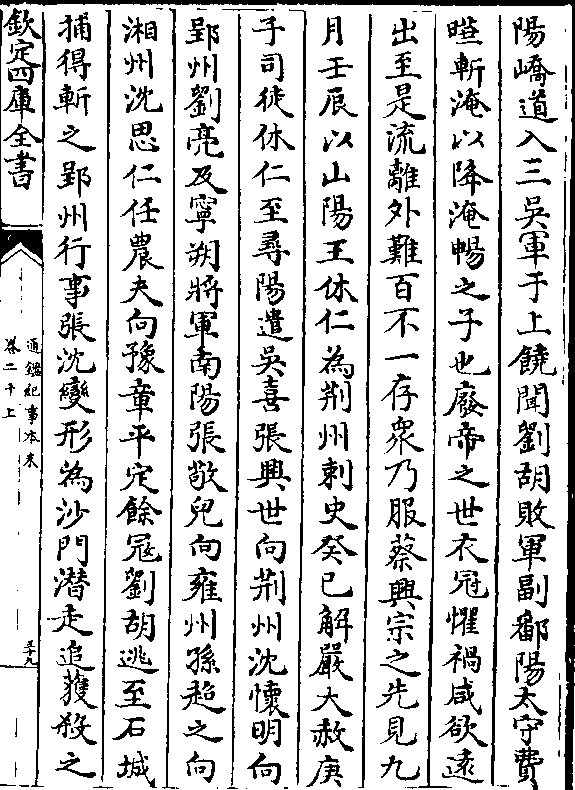 陽嶠道入三吳軍于上饒聞劉胡敗軍副鄱陽太守費
曄斬淹以降淹暢之子也廢帝之世衣冠懼禍咸欲遠
出至是流離外難百不一存衆乃服蔡興宗之先見九
月壬辰以山陽王休仁為荆州刺史癸巳解嚴大赦庚
子司徒休仁至尋陽遣吳喜張興世向荆州沈懷明向
郢州劉亮及寧朔將軍南陽張敬兒向雍州孫超之向
湘州沈思仁任農夫向豫章平定餘冦劉胡逃至石城
捕得斬之郢州行事張沈變形為沙門潜走追獲殺之
欽定四庫全書
通鑑紀事本末
卷二十上
三十九